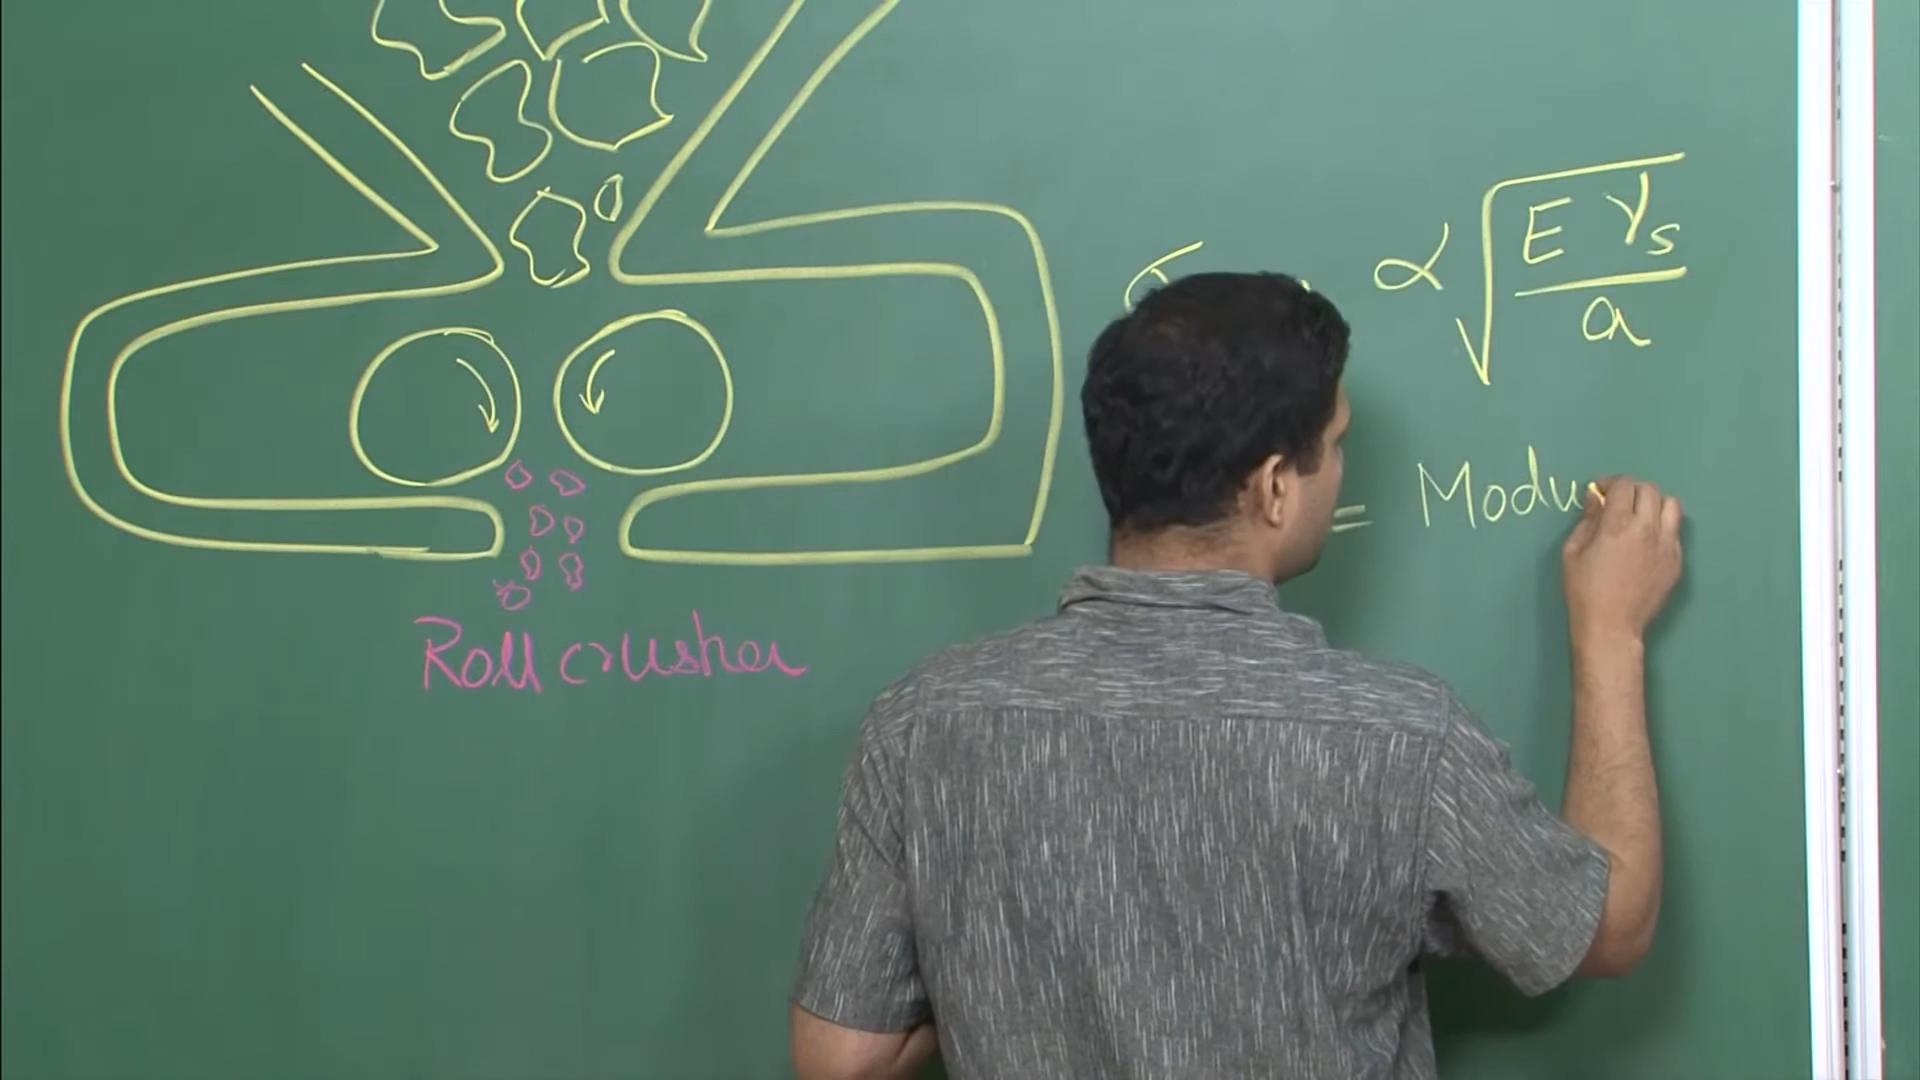 σ α √(E γs / a)
= Modu
Roll crusher